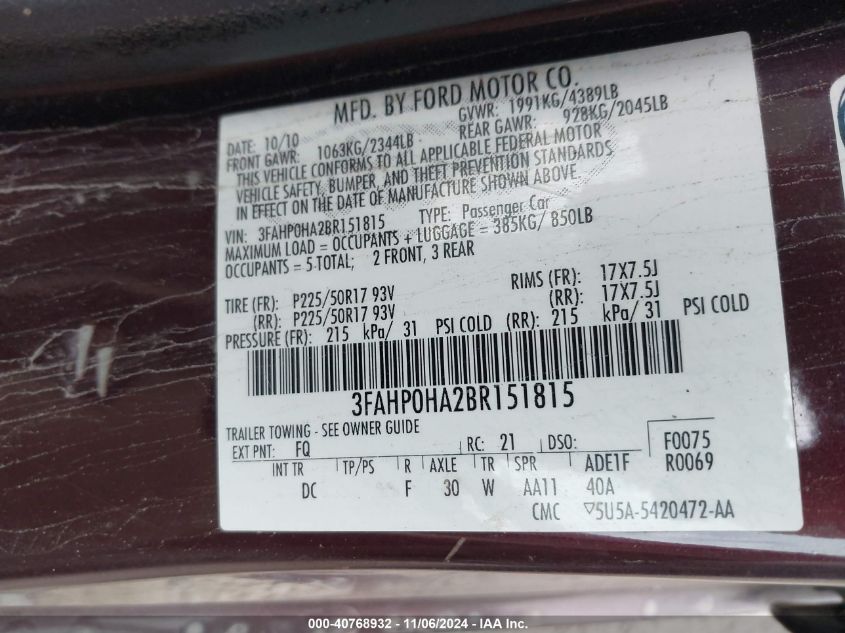 MFD. BY FORD MOTOR CO.
DATE: 10/10 GVWR: 1991KG/4389LB
FRONT GAWR: 1063KG/2344LB REAR GAWR: 928KG/2045LB
THIS VEHICLE CONFORMS TO ALL APPLICABLE FEDERAL MOTOR
VEHICLE SAFETY, BUMPER, AND THEFT PREVENTION STANDARDS
IN EFFECT ON THE DATE OF MANUFACTURE SHOWN ABOVE.
VIN: 3FAHP0HA2BR151815 TYPE: Passenger Car
MAXIMUM LOAD = OCCUPANTS + LUGGAGE = 385KG/ 850LB
OCCUPANTS = 5 TOTAL; 2 FRONT, 3 REAR
TIRE (FR): P225/50R17 93V RIMS (FR): 17X7.5J
(RR): P225/50R17 93V (RR): 17X7.5J
PRESSURE (FR): 215 kPa/ 31 PSI COLD (RR): 215 kPa/ 31 PSI COLD
3FAHP0HA2BR151815
TRAILER TOWING - SEE OWNER GUIDE
EXT PNT: FQ RC: 21 DSO: F0075
INT TR TP/PS R AXLE TR SPR ADE1F R0069
DC F 30 W AA11 40A
CMC ▽5U5A-5420472-AA
000-40768932 - 11/06/2024 - IAA Inc.